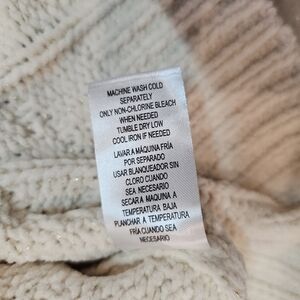 MACHINE WASH COLD
SEPARATELY
ONLY NON-CHLORINE BLEACH
WHEN NEEDED
TUMBLE DRY LOW
COOL IRON IF NEEDED
LAVAR A MÁQUINA FRÍA
POR SEPARADO
USAR BLANQUEADOR SIN
CLORO CUANDO
SEA NECESARIO
SECAR A MAQUINA A
TEMPERATURA BAJA
PLANCHAR A TEMPERATURA
FRÍA CUANDO SEA
NECESARIO